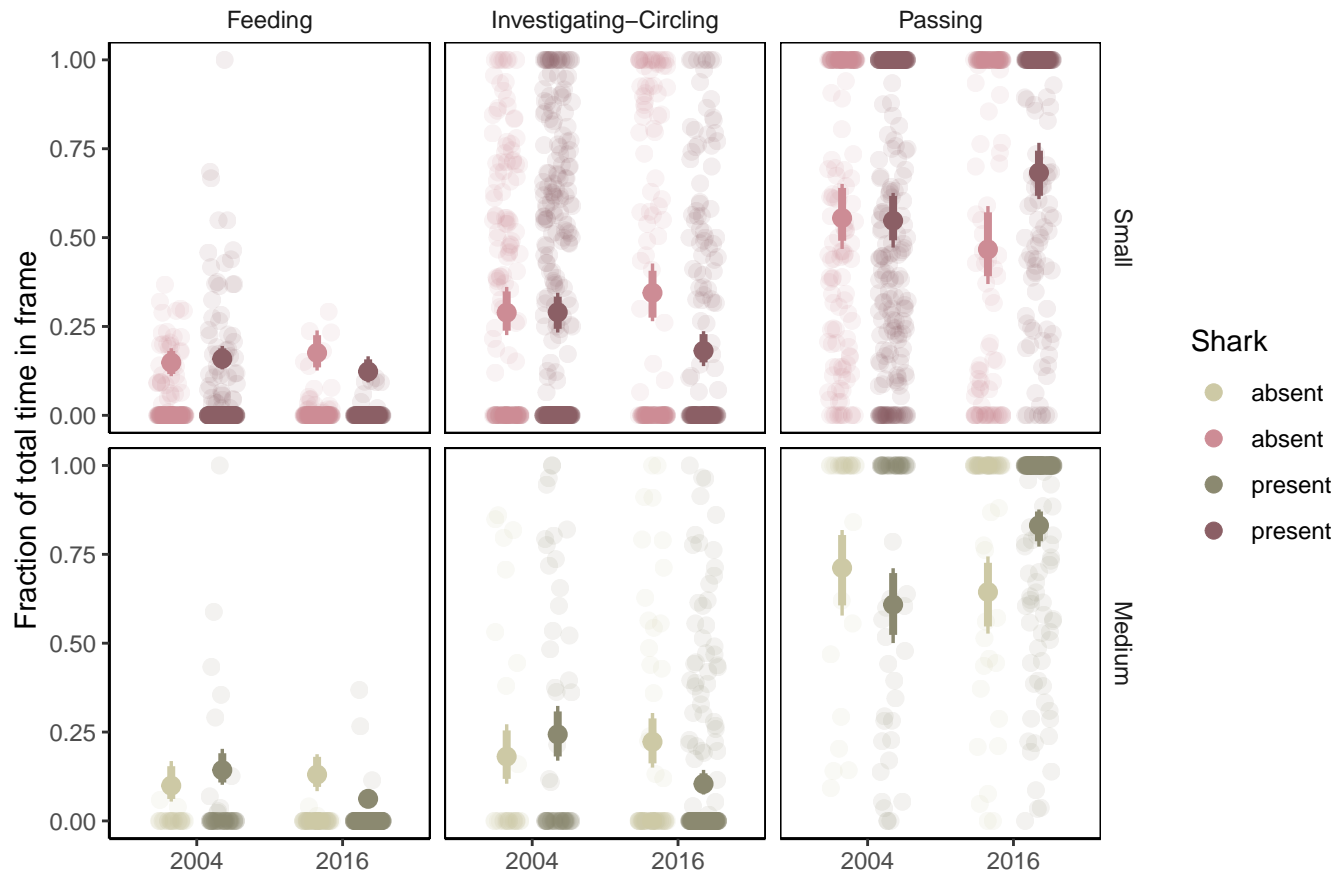 Feeding
Investigating−Circling
Passing
Fraction of total time in frame
1.00
0.75
0.50
0.25
0.00
Small
1.00
0.75
0.50
0.25
0.00
Medium
2004
2016
2004
2016
2004
2016
Shark
absent
absent
present
present